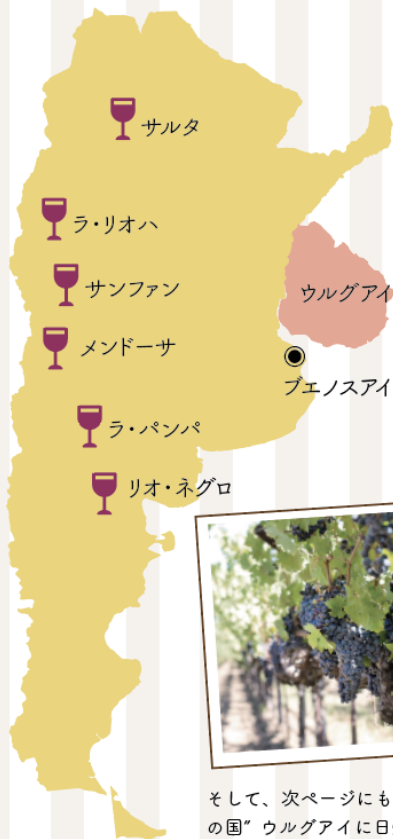 サルタ
ラ・リオハ
サンファン
ウルグアイ
メンドーサ
ブエノスアイ
ラ・パンパ
リオ・ネグロ
そして、次ページにも
の国”ウルグアイに日